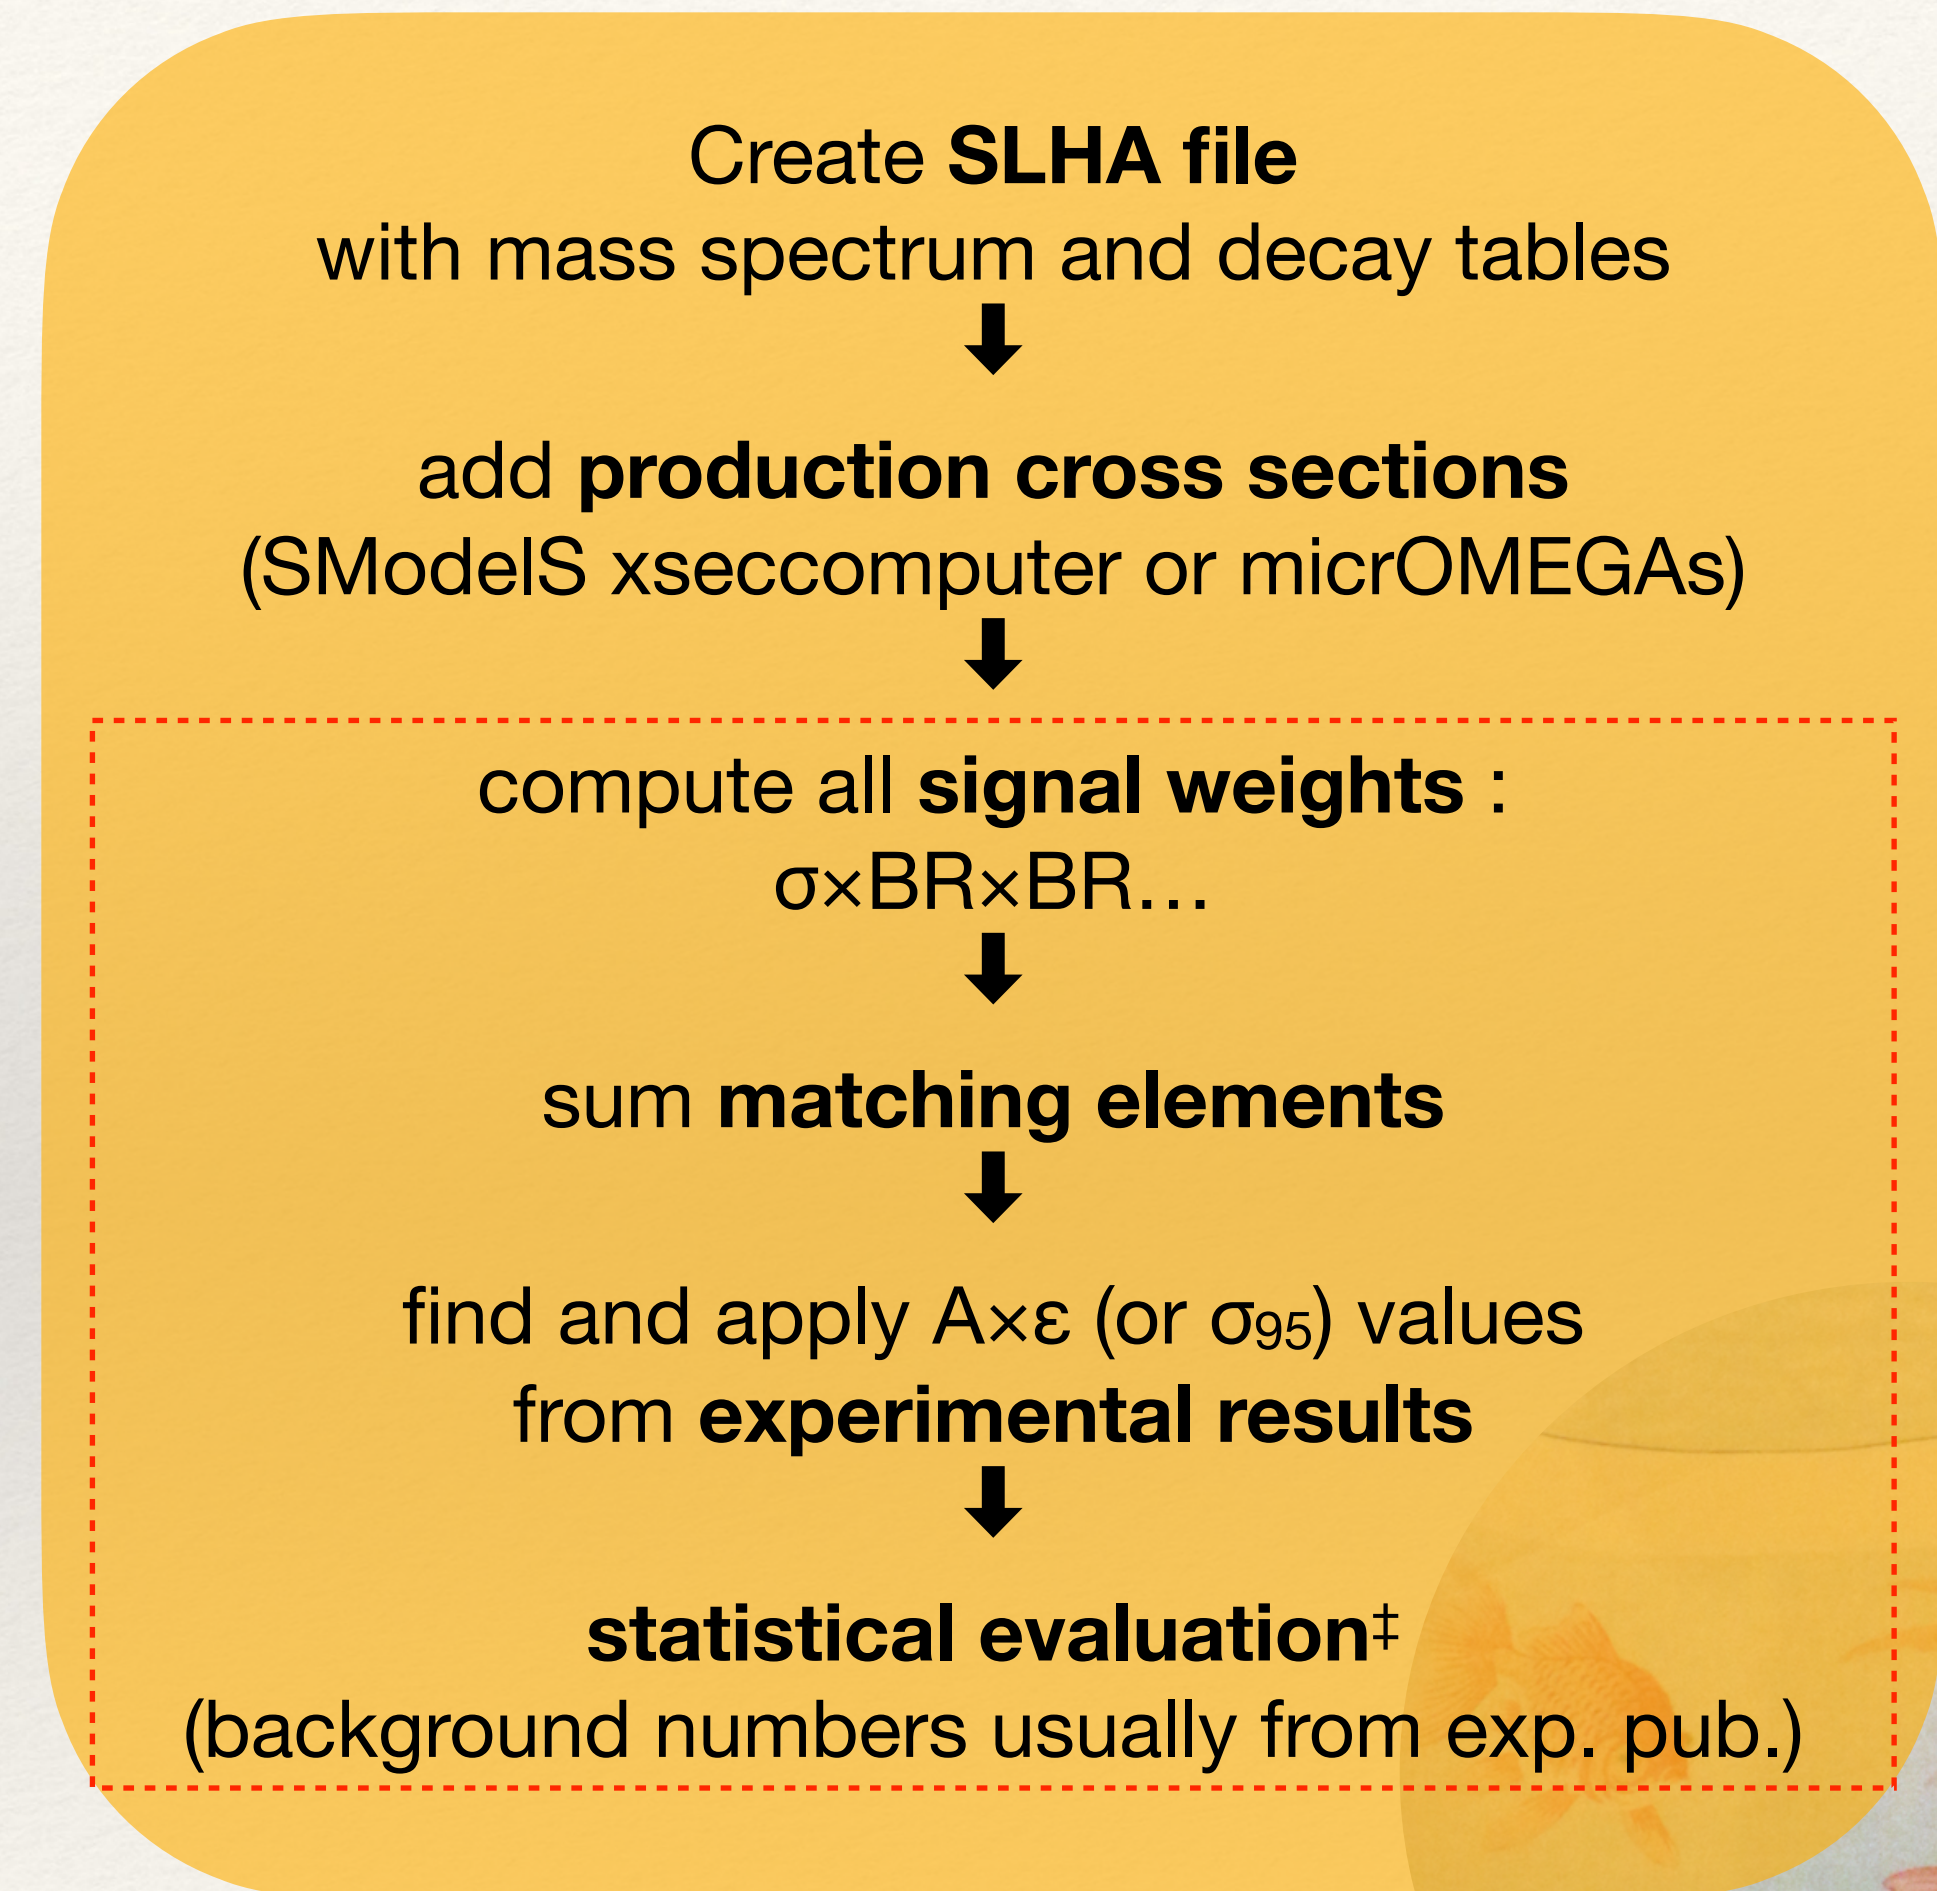 Create SLHA file
with mass spectrum and decay tables
add production cross sections
(SModelS xseccomputer or micrOMEGAs)
compute all signal weights :
σ×BR×BR…
sum matching elements
find and apply A×ε (or σ₉₅) values
from experimental results
statistical evaluation‡
(background numbers usually from exp. pub.)